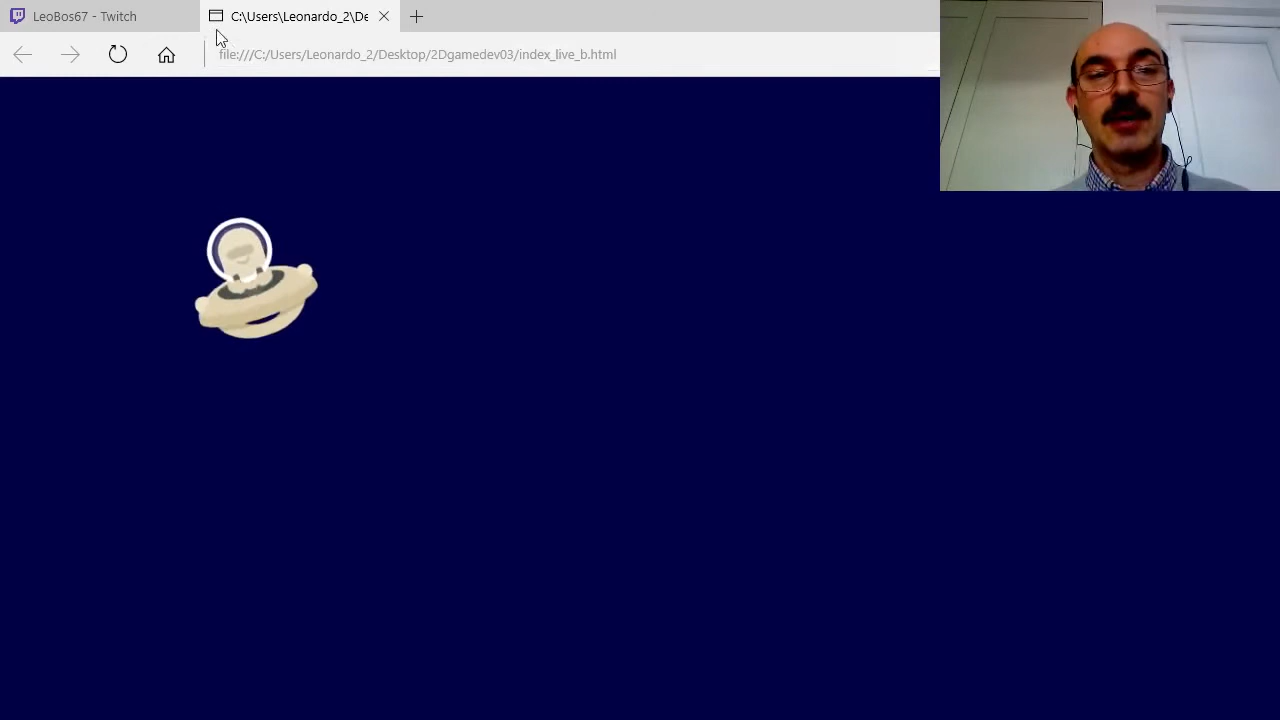 LeoBos67 - Twitch
C:\Users\Leonardo_2\De
file:///C:/Users/Leonardo_2/Desktop/2Dgamedev03/index_live_b.html